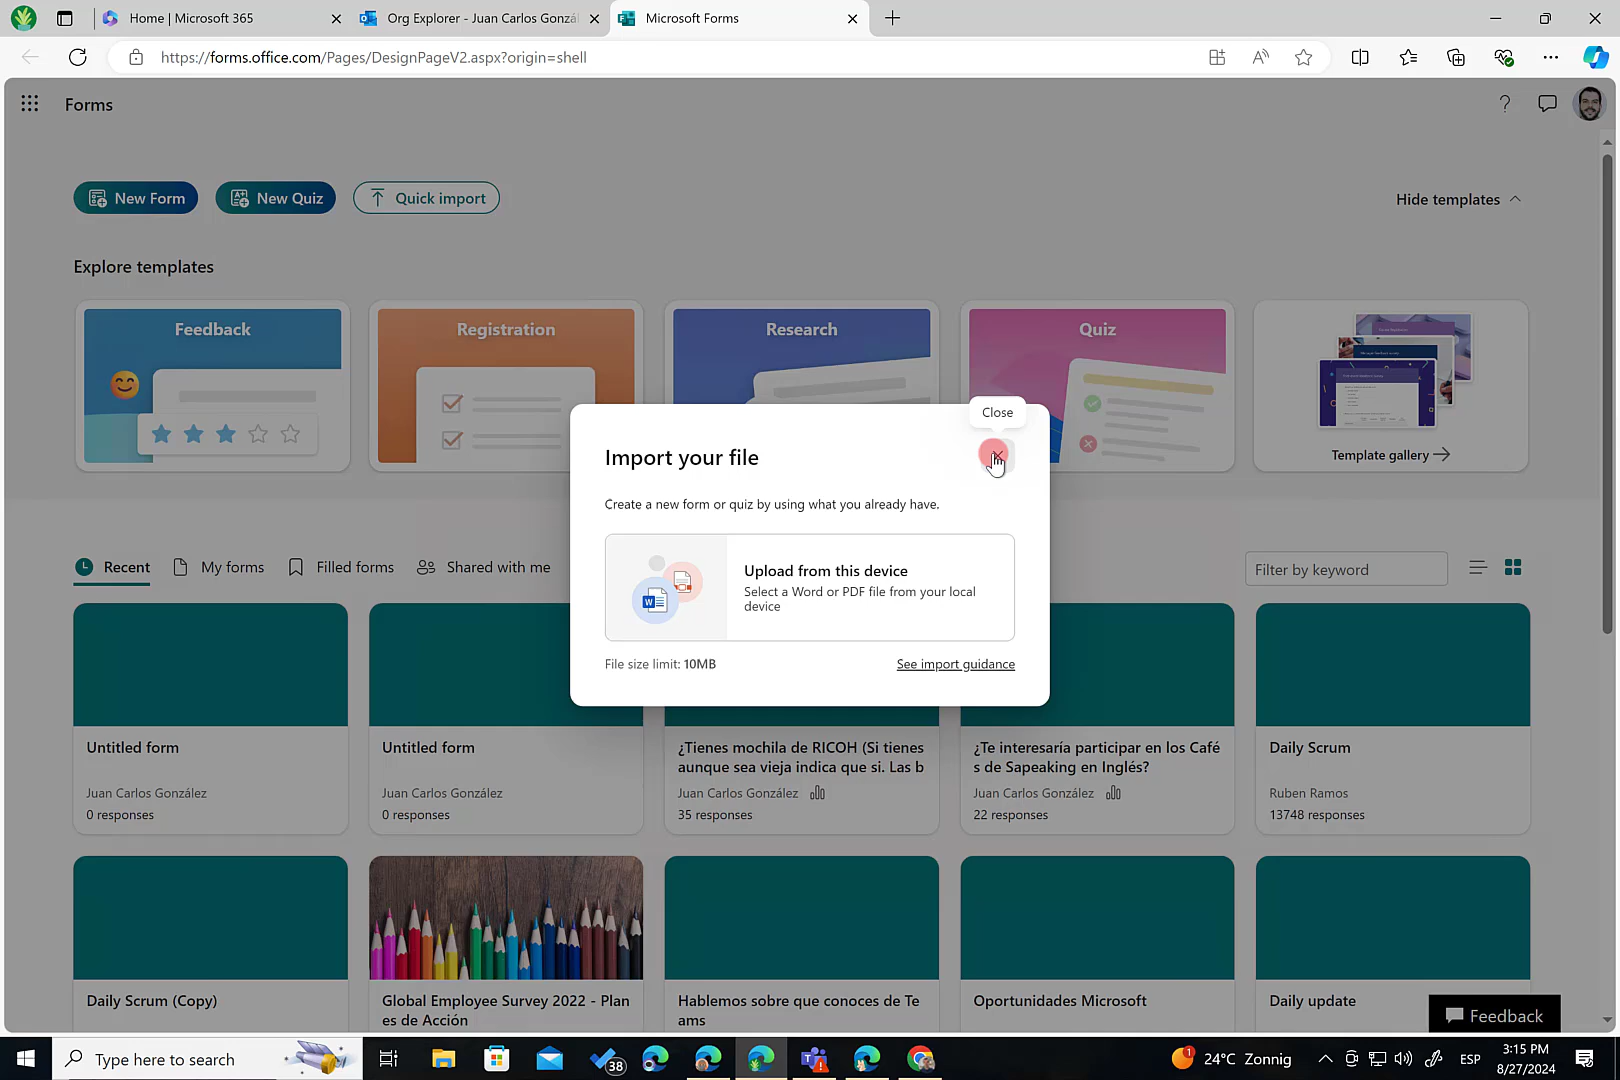 Home | Microsoft 365
Org Explorer - Juan Carlos Gonzá
Microsoft Forms
https://forms.office.com/Pages/DesignPageV2.aspx?origin=shell
Forms
New Form
New Quiz
Quick import
Hide templates
Explore templates
Feedback
Registration
Research
Quiz
Template gallery
Close
Import your file
Create a new form or quiz by using what you already have.
Upload from this device
Select a Word or PDF file from your local
device
File size limit: 10MB
See import guidance
Recent
My forms
Filled forms
Shared with me
Filter by keyword
Untitled form
Juan Carlos González
0 responses
Untitled form
Juan Carlos González
0 responses
¿Tienes mochila de RICOH (Si tienes
aunque sea vieja indica que si. Las b
Juan Carlos González
35 responses
¿Te interesaría participar en los Café
s de Sapeaking en Inglés?
Juan Carlos González
22 responses
Daily Scrum
Ruben Ramos
13748 responses
Daily Scrum (Copy)
Global Employee Survey 2022 - Plan
es de Acción
Hablemos sobre que conoces de Te
ams
Oportunidades Microsoft
Daily update
Feedback
Type here to search
38
1
24°C Zonnig
ESP
3:15 PM
8/27/2024